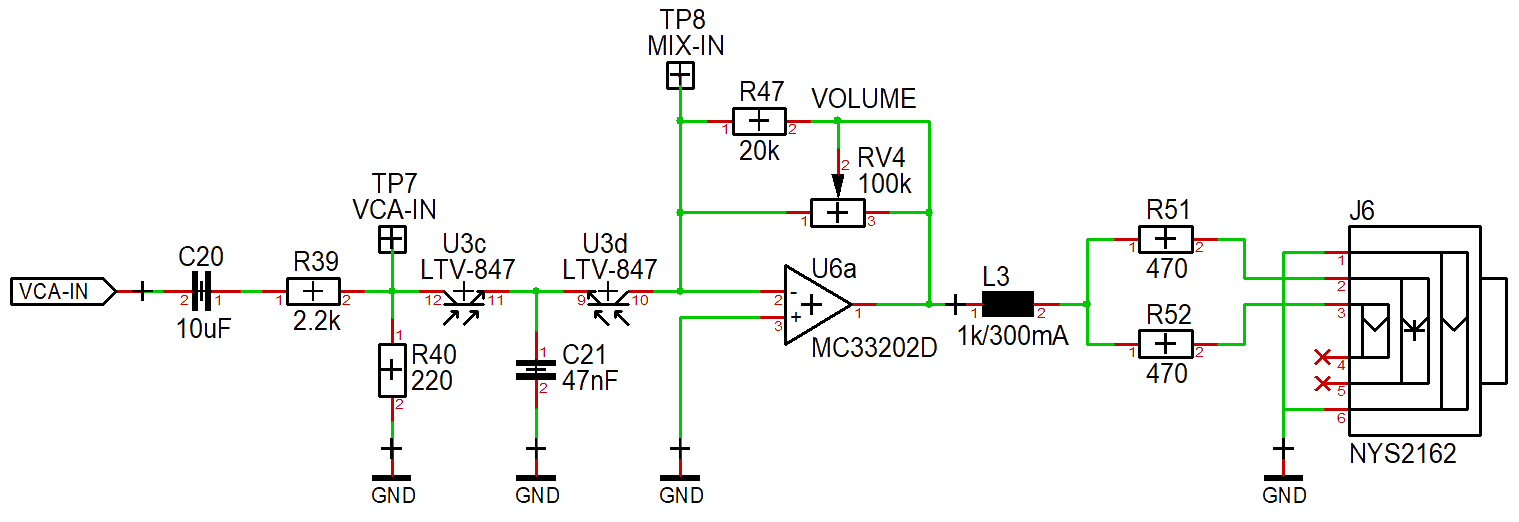 TP8
MIX-IN
R47
VOLUME
1
2
20k
2
RV4
100k
1
3
TP7
VCA-IN
U3c
LTV-847
U3d
LTV-847
C20
R39
VCA-IN
2
1
10uF
1
2
2.2k
12
11
9
10
1
R40
220
2
1
C21
47nF
2
-
2
+
3
U6a
1
MC33202D
L3
1
2
1k/300mA
R51
1
2
470
R52
1
2
470
J6
1
2
3
4
5
6
NYS2162
GND
GND
GND
GND